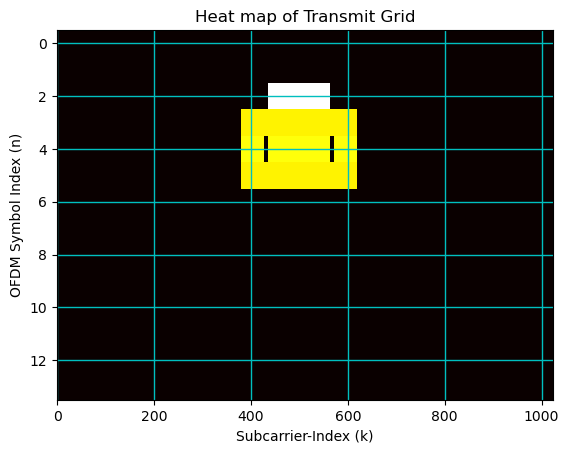 Heat map of Transmit Grid
OFDM Symbol Index (n)
0
2
4
6
8
10
12
0 200 400 600 800 1000
Subcarrier-Index (k)